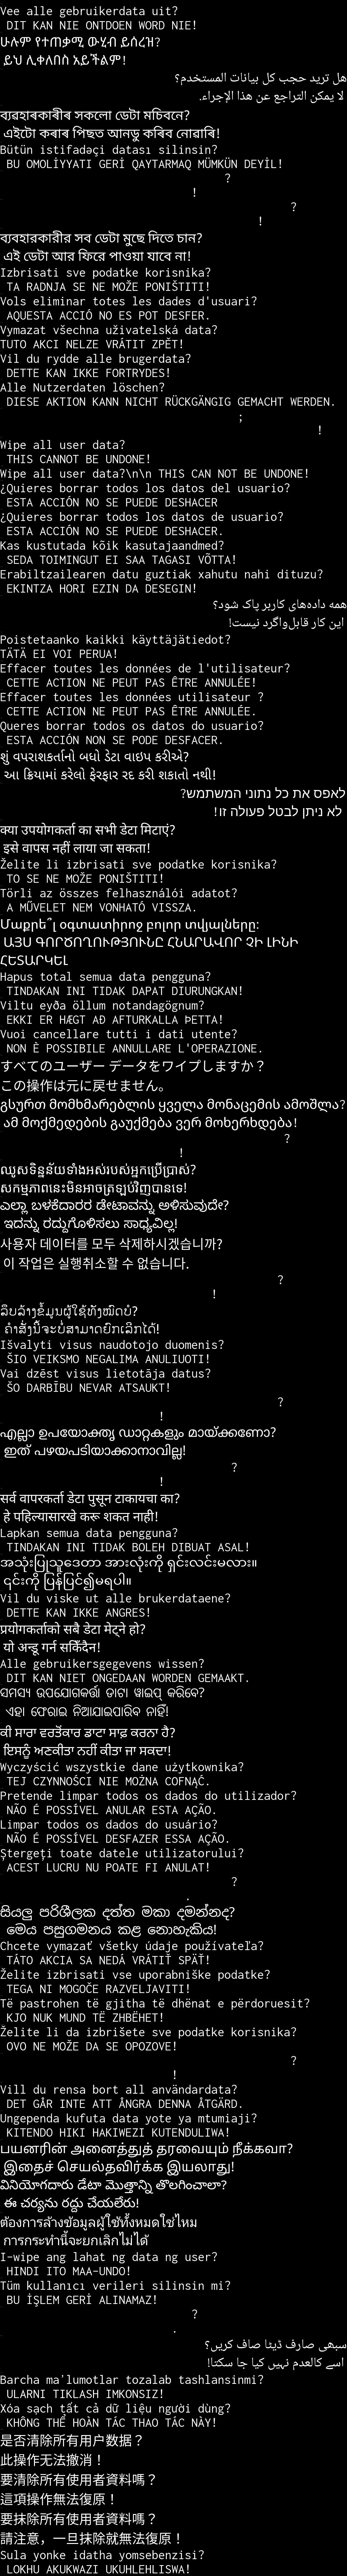 Vee alle gebruikerdata uit?
DIT KAN NIE ONTDOEN WORD NIE!
ሁሉም የተጠቃሚ ውሂብ ይሰረዝ?
ይህ ሊቀለበስ አይችልም!
هل تريد حجب كل بيانات المستخدم؟
لا يمكن التراجع عن هذا الإجراء.
ব্যৱহাৰকাৰীৰ সকলো ডেটা মচিবনে?
এইটো কৰাৰ পিছত আনডু কৰিব নোৱাৰি!
Bütün istifadəçi datası silinsin?
BU ƏMƏLİYYATI GERİ QAYTARMAQ MÜMKÜN DEYİL!
?
!
?
!
ব্যবহারকারীর সব ডেটা মুছে দিতে চান?
এই ডেটা আর ফিরে পাওয়া যাবে না!
Izbrisati sve podatke korisnika?
TA RADNJA SE NE MOŽE PONIŠTITI!
Vols eliminar totes les dades d'usuari?
AQUESTA ACCIÓ NO ES POT DESFER.
Vymazat všechna uživatelská data?
TUTO AKCI NELZE VRÁTIT ZPĚT!
Vil du rydde alle brugerdata?
DETTE KAN IKKE FORTRYDES!
Alle Nutzerdaten löschen?
DIESE AKTION KANN NICHT RÜCKGÄNGIG GEMACHT WERDEN.
;
!
Wipe all user data?
THIS CANNOT BE UNDONE!
Wipe all user data?\n\n THIS CAN NOT BE UNDONE!
¿Quieres borrar todos los datos del usuario?
ESTA ACCIÓN NO SE PUEDE DESHACER
¿Quieres borrar todos los datos de usuario?
ESTA ACCIÓN NO SE PUEDE DESHACER.
Kas kustutada kõik kasutajaandmed?
SEDA TOIMINGUT EI SAA TAGASI VÕTTA!
Erabiltzailearen datu guztiak xahutu nahi dituzu?
EKINTZA HORI EZIN DA DESEGIN!
همه داده‌های کاربر پاک شود؟
این کار قابل‌واگرد نیست!
Poistetaanko kaikki käyttäjätiedot?
TÄTÄ EI VOI PERUA!
Effacer toutes les données de l'utilisateur?
CETTE ACTION NE PEUT PAS ÊTRE ANNULÉE!
Effacer toutes les données utilisateur ?
CETTE ACTION NE PEUT PAS ÊTRE ANNULÉE.
Queres borrar todos os datos do usuario?
ESTA ACCIÓN NON SE PODE DESFACER.
શું વપરાશકર્તાનો બધો ડેટા વાઇપ કરીએ?
આ ક્રિયામાં કરેલો ફેરફાર રદ કરી શકાતો નથી!
לאפס את כל נתוני המשתמש?
לא ניתן לבטל פעולה זו!
क्या उपयोगकर्ता का सभी डेटा मिटाएं?
इसे वापस नहीं लाया जा सकता!
Želite li izbrisati sve podatke korisnika?
TO SE NE MOŽE PONIŠTITI!
Törli az összes felhasználói adatot?
A MŰVELET NEM VONHATÓ VISSZA.
Մաքրե՞լ օգտատիրոջ բոլոր տվյալները:
ԱՅՍ ԳՈՐԾՈՂՈՒԹՅՈՒՆԸ ՀՆԱՐԱՎՈՐ ՉԻ ԼԻՆԻ
ՀԵՏԱՐԿԵԼ
Hapus total semua data pengguna?
TINDAKAN INI TIDAK DAPAT DIURUNGKAN!
Viltu eyða öllum notandagögnum?
EKKI ER HÆGT AÐ AFTURKALLA ÞETTA!
Vuoi cancellare tutti i dati utente?
NON È POSSIBILE ANNULLARE L'OPERAZIONE.
すべてのユーザー データをワイプしますか？
この操作は元に戻せません。
გსურთ მომხმარებლის ყველა მონაცემის ამოშლა?
ამ მოქმედების გაუქმება ვერ მოხერხდება!
?
!
ឈូសទិន្នន័យទាំងអស់របស់អ្នកប្រើប្រាស់?
សកម្មភាពនេះមិនអាចត្រឡប់វិញបានទេ!
ಎಲ್ಲಾ ಬಳಕೆದಾರರ ಡೇಟಾವನ್ನು ಅಳಿಸುವುದೇ?
ಇದನ್ನು ರದ್ದುಗೊಳಿಸಲು ಸಾಧ್ಯವಿಲ್ಲ!
사용자 데이터를 모두 삭제하시겠습니까?
이 작업은 실행취소할 수 없습니다.
?
!
ລຶບລ້າງຂໍ້ມູນຜູ້ໃຊ້ທັງໝົດບໍ?
ຄຳສັ່ງນີ້ຈະບໍ່ສາມາດຍົກເລີກໄດ້!
Išvalyti visus naudotojo duomenis?
ŠIO VEIKSMO NEGALIMA ANULIUOTI!
Vai dzēst visus lietotāja datus?
ŠO DARBĪBU NEVAR ATSAUKT!
?
!
എല്ലാ ഉപയോക്തൃ ഡാറ്റകളും മായ്ക്കണോ?
ഇത് പഴയപടിയാക്കാനാവില്ല!
?
!
सर्व वापरकर्ता डेटा पुसून टाकायचा का?
हे पहिल्यासारखे करू शकत नाही!
Lapkan semua data pengguna?
TINDAKAN INI TIDAK BOLEH DIBUAT ASAL!
အသုံးပြုသူဒေတာ အားလုံးကို ရှင်းလင်းမလား။
၎င်းကို ပြန်ပြင်၍မရပါ။
Vil du viske ut alle brukerdataene?
DETTE KAN IKKE ANGRES!
प्रयोगकर्ताको सबै डेटा मेट्ने हो?
यो अन्डू गर्न सकिँदैन!
Alle gebruikersgegevens wissen?
DIT KAN NIET ONGEDAAN WORDEN GEMAAKT.
ସମସ୍ତ ଉପଯୋଗକର୍ତ୍ତା ଡାଟା ୱାଇପ୍ କରିବେ?
ଏହା ଫେରାଇ ନିଆଯାଇପାରିବ ନାହିଁ!
ਕੀ ਸਾਰਾ ਵਰਤੋਂਕਾਰ ਡਾਟਾ ਸਾਫ਼ ਕਰਨਾ ਹੈ?
ਇਸਨੂੰ ਅਣਕੀਤਾ ਨਹੀਂ ਕੀਤਾ ਜਾ ਸਕਦਾ!
Wyczyścić wszystkie dane użytkownika?
TEJ CZYNNOŚCI NIE MOŻNA COFNĄĆ.
Pretende limpar todos os dados do utilizador?
NÃO É POSSÍVEL ANULAR ESTA AÇÃO.
Limpar todos os dados do usuário?
NÃO É POSSÍVEL DESFAZER ESSA AÇÃO.
Ștergeți toate datele utilizatorului?
ACEST LUCRU NU POATE FI ANULAT!
?
.
සියලු පරිශීලක දත්ත මකා දමන්නද?
මෙය පසුගමනය කළ නොහැකිය!
Chcete vymazať všetky údaje používateľa?
TÁTO AKCIA SA NEDÁ VRÁTIŤ SPÄŤ!
Želite izbrisati vse uporabniške podatke?
TEGA NI MOGOČE RAZVELJAVITI!
Të pastrohen të gjitha të dhënat e përdoruesit?
KJO NUK MUND TË ZHBËHET!
Želite li da izbrišete sve podatke korisnika?
OVO NE MOŽE DA SE OPOZOVE!
?
!
Vill du rensa bort all användardata?
DET GÅR INTE ATT ÅNGRA DENNA ÅTGÄRD.
Ungependa kufuta data yote ya mtumiaji?
KITENDO HIKI HAKIWEZI KUTENDULIWA!
பயனரின் அனைத்துத் தரவையும் நீக்கவா?
இதைச் செயல்தவிர்க்க இயலாது!
వినియోగదారు డేటా మొత్తాన్ని తొలగించాలా?
ఈ చర్యను రద్దు చేయలేరు!
ต้องการล้างข้อมูลผู้ใช้ทั้งหมดใช่ไหม
การกระทำนี้จะยกเลิกไม่ได้
I-wipe ang lahat ng data ng user?
HINDI ITO MAA-UNDO!
Tüm kullanıcı verileri silinsin mi?
BU İŞLEM GERİ ALINAMAZ!
?
.
سبھی صارف ڈیٹا صاف کریں؟
اسے کالعدم نہیں کیا جا سکتا!
Barcha ma'lumotlar tozalab tashlansinmi?
ULARNI TIKLASH IMKONSIZ!
Xóa sạch tất cả dữ liệu người dùng?
KHÔNG THỂ HOÀN TÁC THAO TÁC NÀY!
是否清除所有用户数据？
此操作无法撤消！
要清除所有使用者資料嗎？
這項操作無法復原！
要抹除所有使用者資料嗎？
請注意，一旦抹除就無法復原！
Sula yonke idatha yomsebenzisi?
LOKHU AKUKWAZI UKUHLEHLISWA!